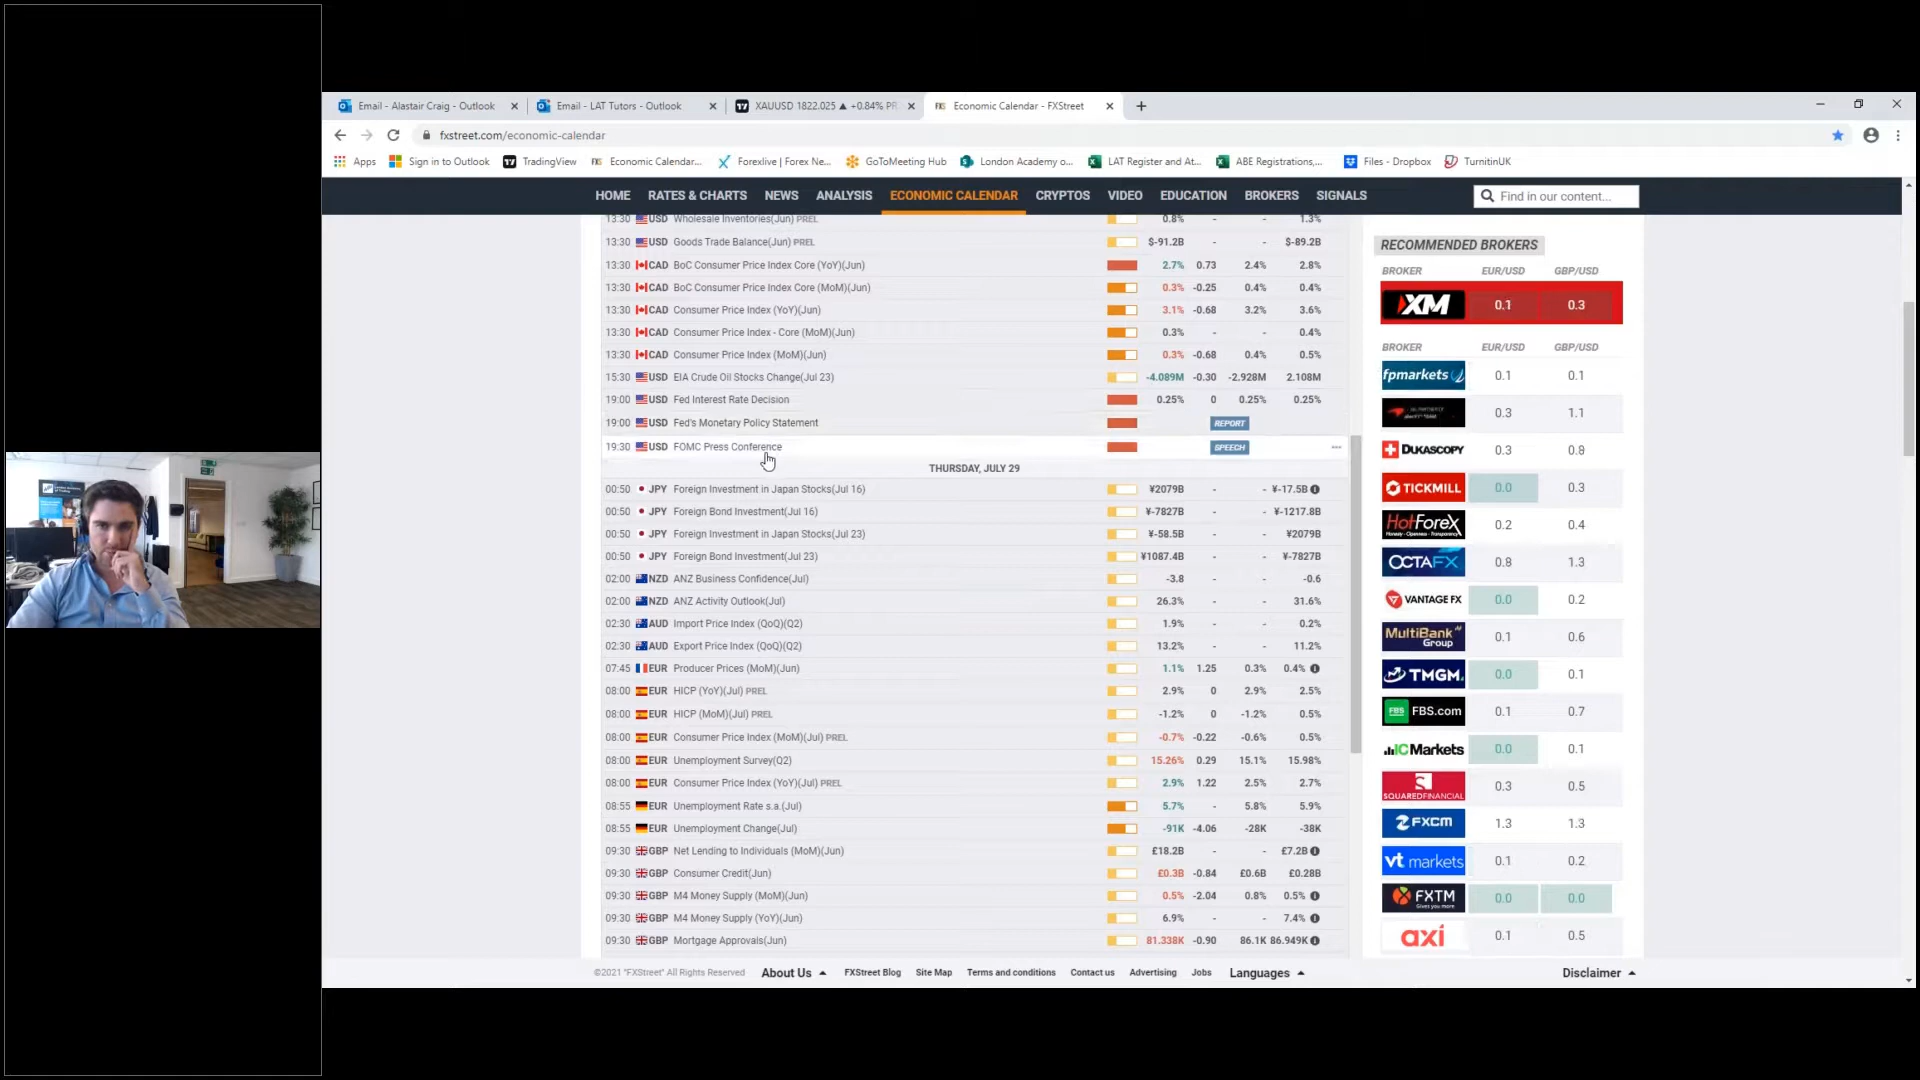 Email - Alastair Craig - Outlook
Email - LAT Tutors - Outlook
XAUUSD 1822.025 ▲ +0.84% PR
Economic Calendar - FXStreet
fxstreet.com/economic-calendar
Apps
Sign in to Outlook
TradingView
Economic Calendar...
Forexlive | Forex Ne...
GoToMeeting Hub
London Academy o...
LAT Register and At...
ABE Registrations,...
Files - Dropbox
TurnitinUK
HOME RATES & CHARTS NEWS ANALYSIS ECONOMIC CALENDAR CRYPTOS VIDEO EDUCATION BROKERS SIGNALS
Find in our content...
13:30 USD Wholesale Inventories(Jun) PREL 0.8% - - 1.3%
13:30 USD Goods Trade Balance(Jun) PREL $-91.2B - - $-89.2B
13:30 CAD BoC Consumer Price Index Core (YoY)(Jun) 2.7% 0.73 2.4% 2.8%
13:30 CAD BoC Consumer Price Index Core (MoM)(Jun) 0.3% -0.25 0.4% 0.4%
13:30 CAD Consumer Price Index (YoY)(Jun) 3.1% -0.68 3.2% 3.6%
13:30 CAD Consumer Price Index - Core (MoM)(Jun) 0.3% - - 0.4%
13:30 CAD Consumer Price Index (MoM)(Jun) 0.3% -0.68 0.4% 0.5%
15:30 USD EIA Crude Oil Stocks Change(Jul 23) -4.089M -0.30 -2.928M 2.108M
19:00 USD Fed Interest Rate Decision 0.25% 0 0.25% 0.25%
19:00 USD Fed's Monetary Policy Statement REPORT
19:30 USD FOMC Press Conference SPEECH
THURSDAY, JULY 29
00:50 JPY Foreign Investment in Japan Stocks(Jul 16) ¥2079B - - ¥-17.5B
00:50 JPY Foreign Bond Investment(Jul 16) ¥-7827B - - ¥-1217.8B
00:50 JPY Foreign Investment in Japan Stocks(Jul 23) ¥-58.5B ¥2079B
00:50 JPY Foreign Bond Investment(Jul 23) ¥1087.4B - - ¥-7827B
02:00 NZD ANZ Business Confidence(Jul) -3.8 - - -0.6
02:00 NZD ANZ Activity Outlook(Jul) 26.3% - - 31.6%
02:30 AUD Import Price Index (QoQ)(Q2) 1.9% - - 0.2%
02:30 AUD Export Price Index (QoQ)(Q2) 13.2% - - 11.2%
07:45 EUR Producer Prices (MoM)(Jun) 1.1% 1.25 0.3% 0.4%
08:00 EUR HICP (YoY)(Jul) PREL 2.9% 0 2.9% 2.5%
08:00 EUR HICP (MoM)(Jul) PREL -1.2% 0 -1.2% 0.5%
08:00 EUR Consumer Price Index (MoM)(Jul) PREL -0.7% -0.22 -0.6% 0.5%
08:00 EUR Unemployment Survey(Q2) 15.26% 0.29 15.1% 15.98%
08:00 EUR Consumer Price Index (YoY)(Jul) PREL 2.9% 1.22 2.5% 2.7%
08:55 EUR Unemployment Rate s.a.(Jul) 5.7% - 5.8% 5.9%
08:55 EUR Unemployment Change(Jul) -91K -4.06 -28K -38K
09:30 GBP Net Lending to Individuals (MoM)(Jun) £18.2B - - £7.2B
09:30 GBP Consumer Credit(Jun) £0.3B -0.84 £0.6B £0.28B
09:30 GBP M4 Money Supply (MoM)(Jun) 0.5% -2.04 0.8% 0.5%
09:30 GBP M4 Money Supply (YoY)(Jun) 6.9% - - 7.4%
09:30 GBP Mortgage Approvals(Jun) 81.338K -0.90 86.1K 86.949K
RECOMMENDED BROKERS
BROKER EUR/USD GBP/USD
XM 0.1 0.3
BROKER EUR/USD GBP/USD
fpmarkets 0.1 0.1
0.3 1.1
DUKASCOPY 0.3 0.8
TICKMILL 0.0 0.3
HotForex 0.2 0.4
OCTAFX 0.8 1.3
VANTAGE FX 0.0 0.2
MultiBank Group 0.1 0.6
TMGM. 0.0 0.1
FBS FBS.com 0.1 0.7
IC Markets 0.0 0.1
SQUAREDFINANCIAL 0.3 0.5
FXCM 1.3 1.3
vt markets 0.1 0.2
FXTM 0.0 0.0
axi 0.1 0.5
©2021 "FXStreet" All Rights Reserved About Us FXStreet Blog Site Map Terms and conditions Contact us Advertising Jobs Languages Disclaimer